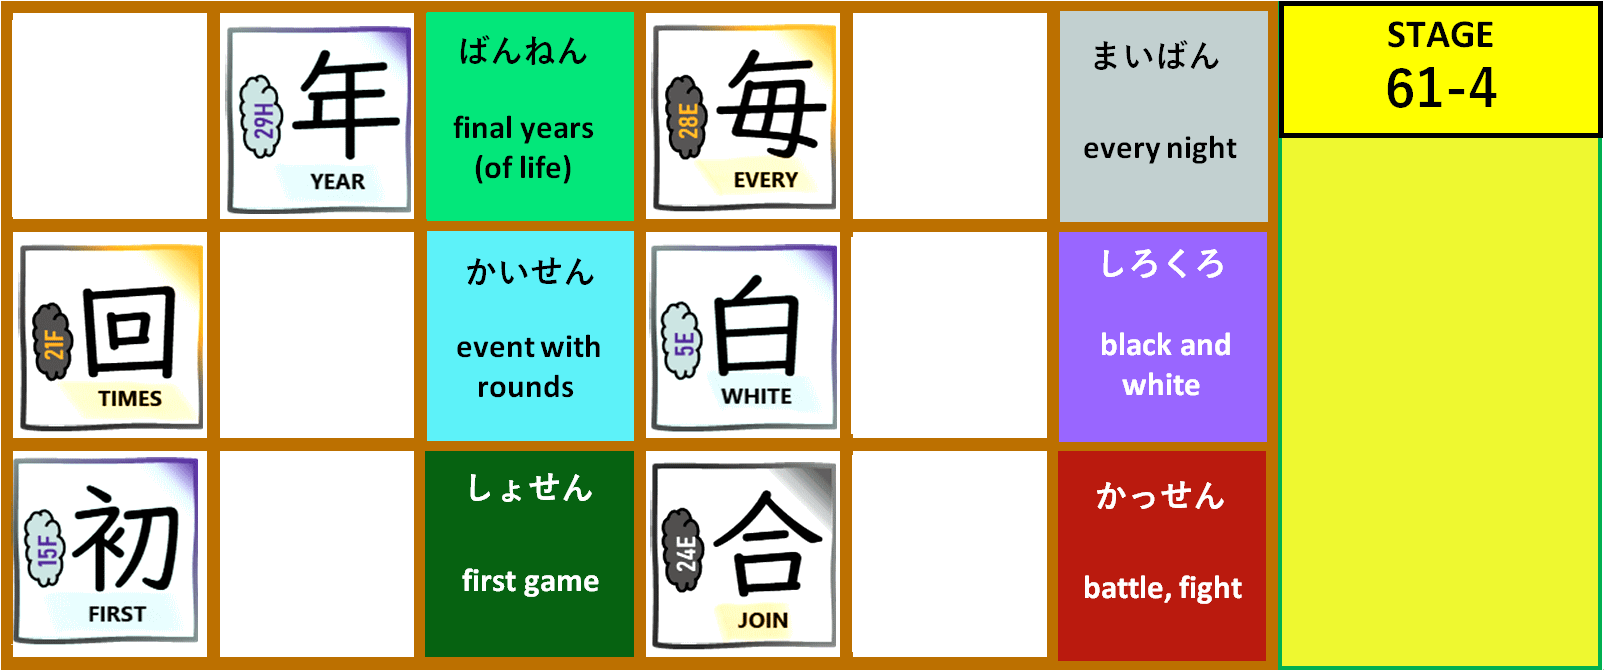 29H
年
YEAR
ばんねん
final years
(of life)
28E
毎
EVERY
まいばん
every night
STAGE
61-4
21F
回
TIMES
かいせん
event with
rounds
5E
白
WHITE
しろくろ
black and
white
15F
初
FIRST
しょせん
first game
24E
合
JOIN
かっせん
battle, fight